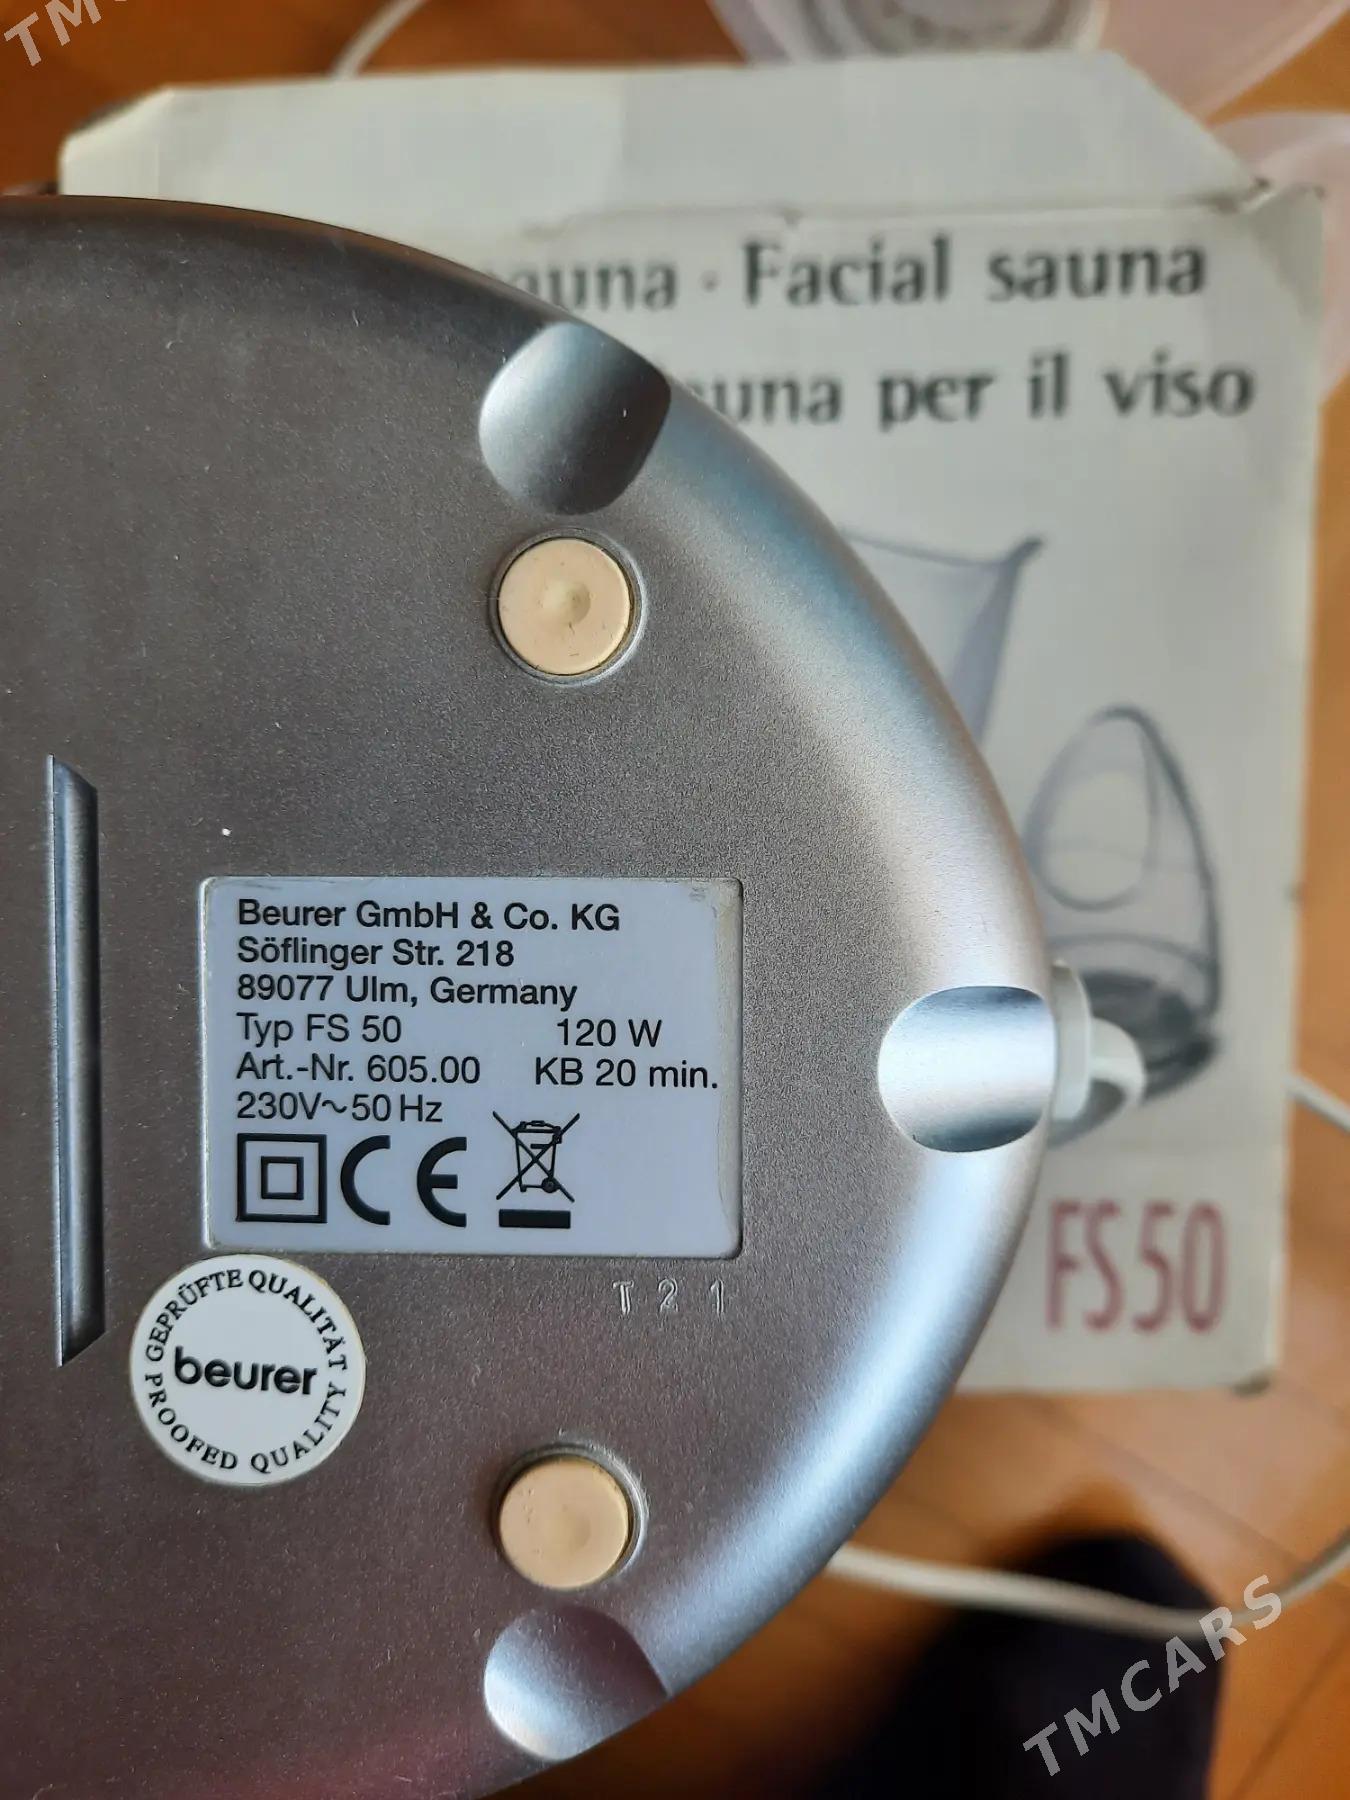 Facial sauna
per il viso
Beurer GmbH & Co. KG
Söflinger Str. 218
89077 Ulm, Germany
Typ FS 50 120 W
Art.-Nr. 605.00 KB 20 min.
230V~50 Hz
CE
T 2 1
FS50
GEPRÜFTE QUALITÄT
beurer
PROOFED QUALITY
TMCARS